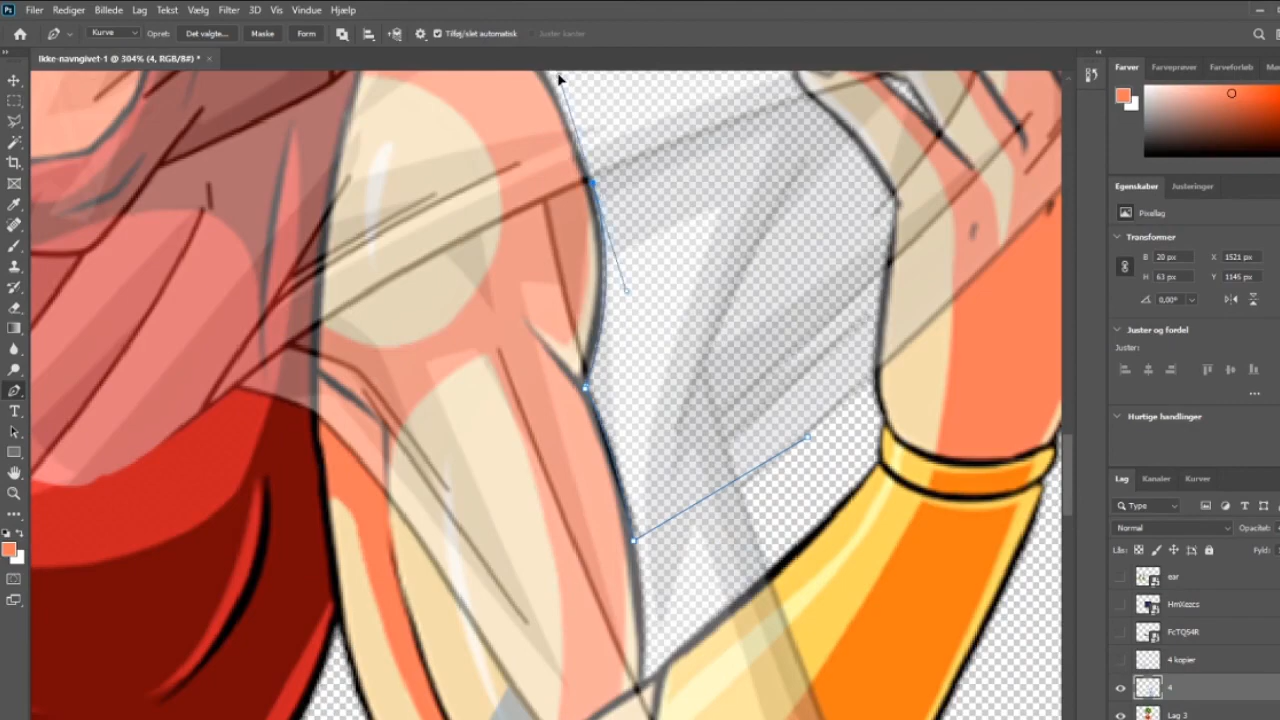 Ps Filer Rediger Billede Lag Tekst Vælg Filter 3D Vis Vindue Hjælp
Kurve Opret: Det valgte... Maske Form Tilføj/slet automatisk Juster kanter
Ikke-navngivet-1 @ 304% (4, RGB/8#) * ×
Farver Farveprøver Farveforløb
Egenskaber Justeringer
Pixellag
Transformer
B 20 px X 1521 px
H 63 px Y 1145 px
0,00°
Juster og fordel
Juster:
Hurtige handlinger
Lag Kanaler Kurver
Type
Normal Opacitet:
Lås: Fyld:
ear
HmXezcs
FcTQ54R
4 kopier
4
Lag 3